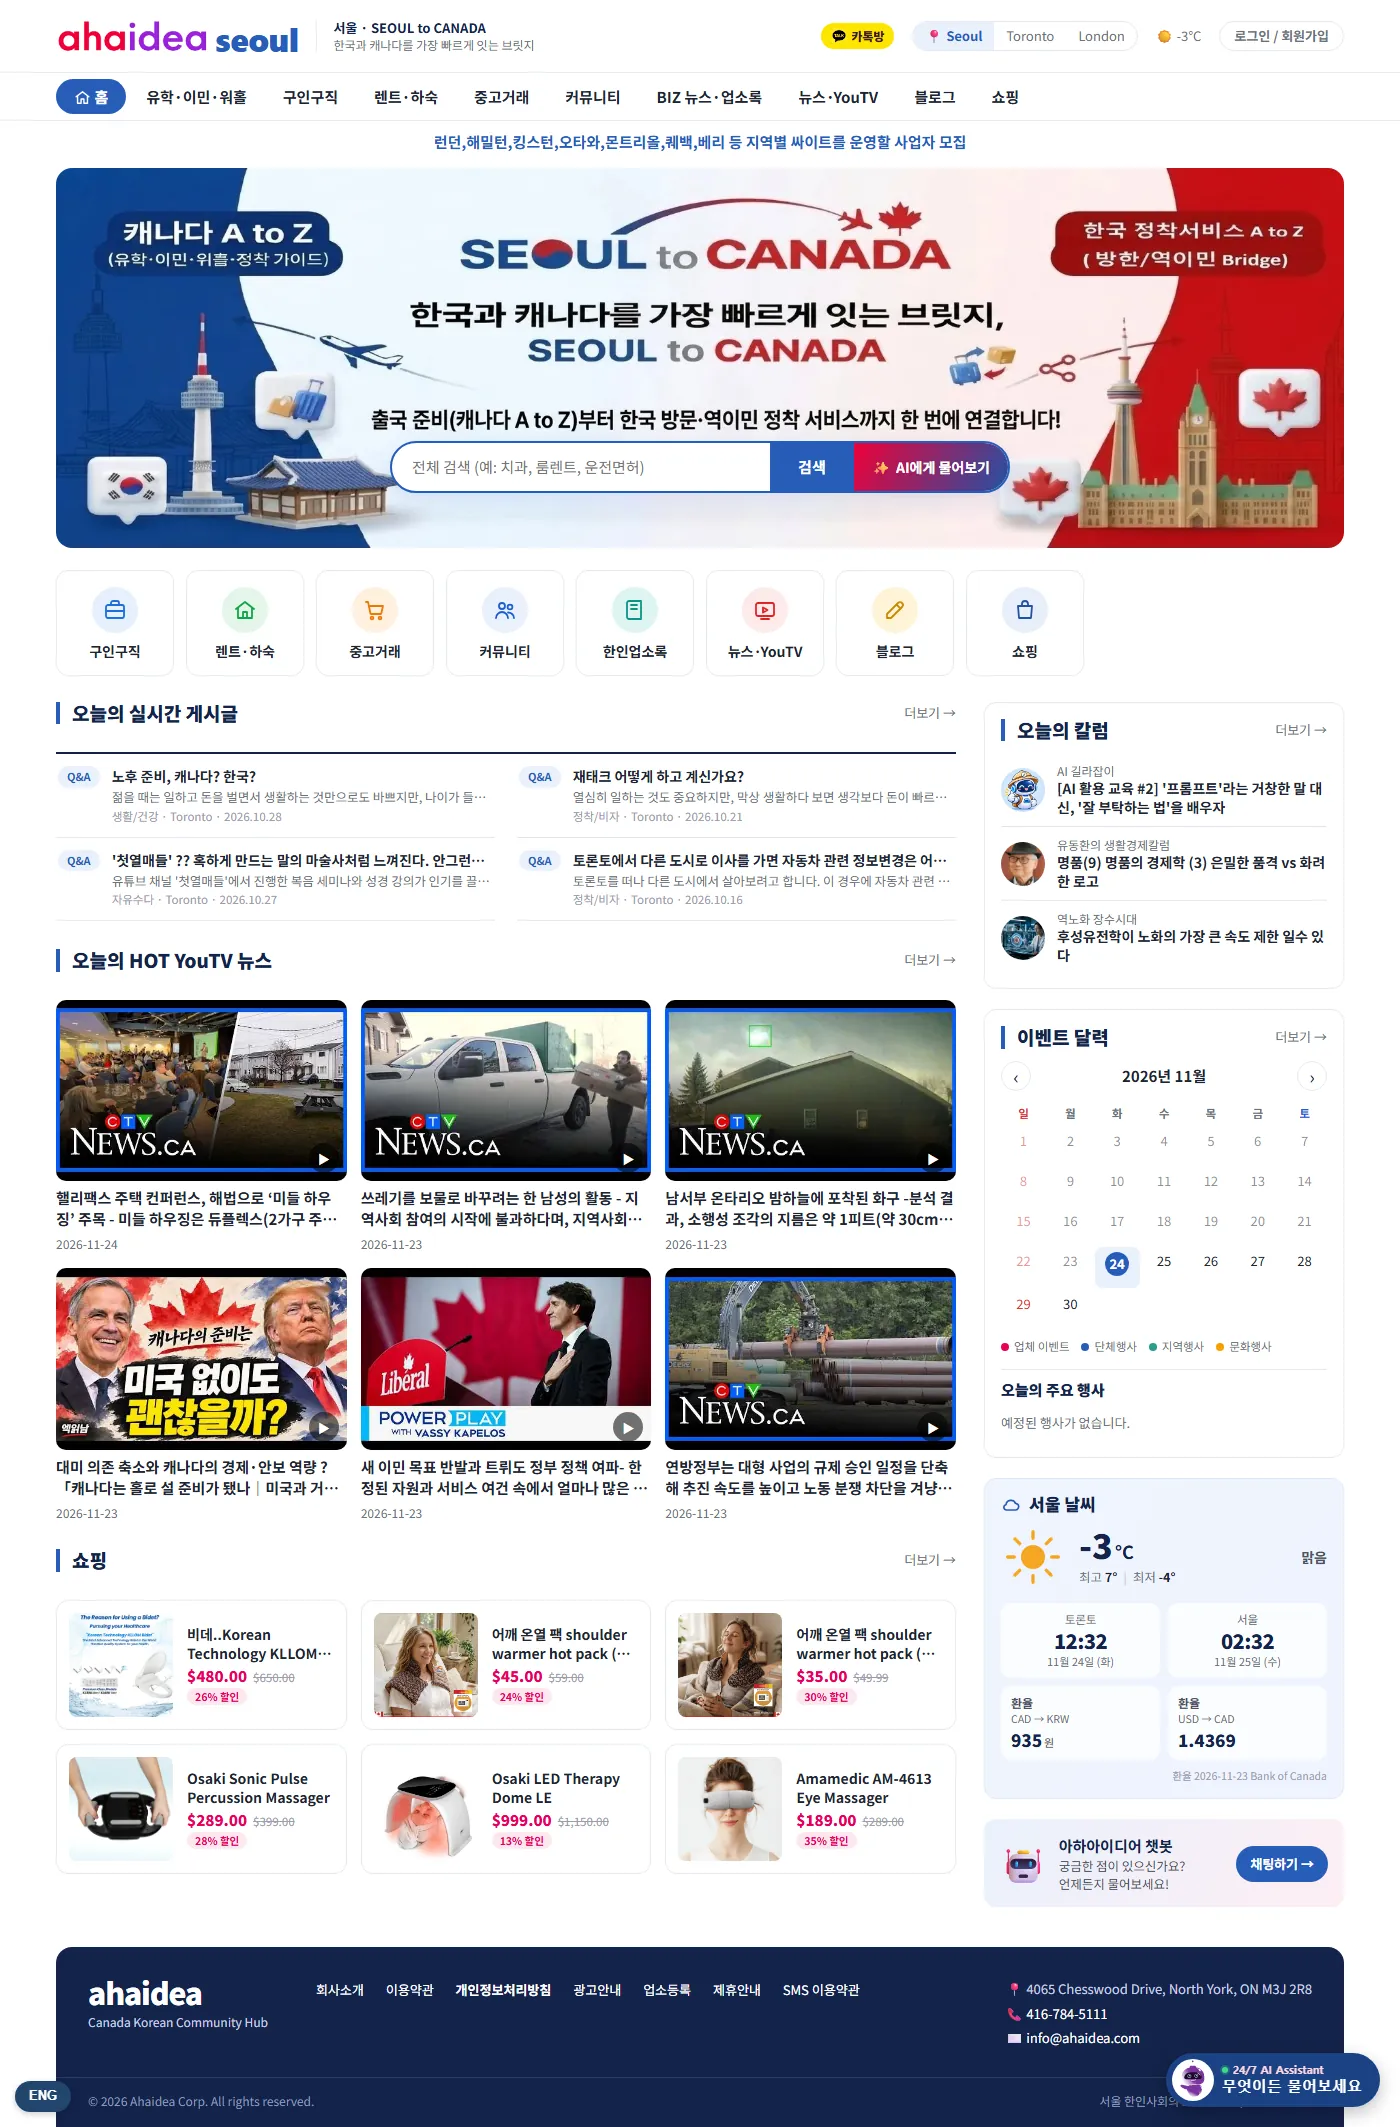 ahaidea seoul
서울 · SEOUL to CANADA
한국과 캐나다를 가장 빠르게 잇는 브릿지
카톡방
Seoul
Toronto
London
-3°C
로그인 / 회원가입
홈
유학·이민·워홀
구인구직
렌트·하숙
중고거래
커뮤니티
BIZ 뉴스·업소록
뉴스·YouTV
블로그
쇼핑
런던,해밀턴,킹스턴,오타와,몬트리올,퀘백,베리 등 지역별 싸이트를 운영할 사업자 모집
캐나다 A to Z
(유학·이민·워홀·정착 가이드)
SEOUL to CANADA
한국 정착서비스 A to Z
( 방한/역이민 Bridge)
한국과 캐나다를 가장 빠르게 잇는 브릿지,
SEOUL to CANADA
출국 준비(캐나다 A to Z)부터 한국 방문·역이민 정착 서비스까지 한 번에 연결합니다!
전체 검색 (예: 치과, 룸렌트, 운전면허)
검색
✨ AI에게 물어보기
구인구직
렌트·하숙
중고거래
커뮤니티
한인업소록
뉴스·YouTV
블로그
쇼핑
오늘의 실시간 게시글
더보기 →
Q&A
노후 준비, 캐나다? 한국?
젊을 때는 일하고 돈을 벌면서 생활하는 것만으로도 바쁘지만, 나이가 들…
생활/건강 · Toronto · 2026.10.28
Q&A
재태크 어떻게 하고 계신가요?
열심히 일하는 것도 중요하지만, 막상 생활하다 보면 생각보다 돈이 빠르…
정착/비자 · Toronto · 2026.10.21
Q&A
'첫열매들' ?? 혹하게 만드는 말의 마술사처럼 느껴진다. 안그런…
유튜브 채널 '첫열매들'에서 진행한 복음 세미나와 성경 강의가 인기를 끌…
자유수다 · Toronto · 2026.10.27
Q&A
토론토에서 다른 도시로 이사를 가면 자동차 관련 정보변경은 어…
토론토를 떠나 다른 도시에서 살아보려고 합니다. 이 경우에 자동차 관련 …
정착/비자 · Toronto · 2026.10.16
오늘의 HOT YouTV 뉴스
더보기 →
CTV
NEWS.CA
CTV
NEWS.CA
CTV
NEWS.CA
핼리팩스 주택 컨퍼런스, 해법으로 ‘미들 하우
징’ 주목 - 미들 하우징은 듀플렉스(2가구 주…
2026-11-24
쓰레기를 보물로 바꾸려는 한 남성의 활동 - 지
역사회 참여의 시작에 불과하다며, 지역사회…
2026-11-23
남서부 온타리오 밤하늘에 포착된 화구 -분석 결
과, 소행성 조각의 지름은 약 1피트(약 30cm…
2026-11-23
캐나다의 준비는
미국 없이도
괜찮을까?
엑읽남
Liberal
POWER PLAY
WITH VASSY KAPELOS
CTV
NEWS.CA
대미 의존 축소와 캐나다의 경제·안보 역량 ?
「캐나다는 홀로 설 준비가 됐나｜미국과 거…
2026-11-23
새 이민 목표 반발과 트뤼도 정부 정책 여파- 한
정된 자원과 서비스 여건 속에서 얼마나 많은 …
2026-11-23
연방정부는 대형 사업의 규제 승인 일정을 단축
해 추진 속도를 높이고 노동 분쟁 차단을 겨냥…
2026-11-23
쇼핑
더보기 →
The Reason for Using a Bidet?
Pursuing your Healthcare
비데..Korean
Technology KLLOM…
$480.00 $650.00
26% 할인
어깨 온열 팩 shoulder
warmer hot pack (…
$45.00 $59.00
24% 할인
어깨 온열 팩 shoulder
warmer hot pack (…
$35.00 $49.99
30% 할인
Osaki Sonic Pulse
Percussion Massager
$289.00 $399.00
28% 할인
Osaki LED Therapy
Dome LE
$999.00 $1,150.00
13% 할인
Amamedic AM-4613
Eye Massager
$189.00 $289.00
35% 할인
오늘의 칼럼
더보기 →
AI 길라잡이
[AI 활용 교육 #2] '프롬프트'라는 거창한 말 대
신, '잘 부탁하는 법'을 배우자
유동환의 생활경제칼럼
명품(9) 명품의 경제학 (3) 은밀한 품격 vs 화려
한 로고
역노화 장수시대
후성유전학이 노화의 가장 큰 속도 제한 일수 있
다
이벤트 달력
더보기 →
‹
2026년 11월
›
일 월 화 수 목 금 토
1 2 3 4 5 6 7
8 9 10 11 12 13 14
15 16 17 18 19 20 21
22 23 24 25 26 27 28
29 30
업체 이벤트
단체행사
지역행사
문화행사
오늘의 주요 행사
예정된 행사가 없습니다.
서울 날씨
-3 °C
최고 7° | 최저 -4°
맑음
토론토
12:32
11월 24일 (화)
서울
02:32
11월 25일 (수)
환율
CAD → KRW
935 원
환율
USD → CAD
1.4369
환율 2026-11-23 Bank of Canada
아하아이디어 챗봇
궁금한 점이 있으신가요?
언제든지 물어보세요!
채팅하기 →
ahaidea
Canada Korean Community Hub
회사소개
이용약관
개인정보처리방침
광고안내
업소등록
제휴안내
SMS 이용약관
4065 Chesswood Drive, North York, ON M3J 2R8
416-784-5111
info@ahaidea.com
24/7 AI Assistant
무엇이든 물어보세요
ENG
© 2026 Ahaidea Corp. All rights reserved.
서울 한인사회의